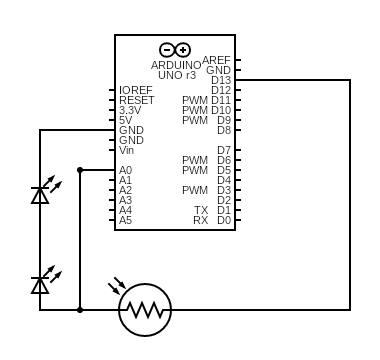 ARDUINO
UNO r3
AREF
GND
D13
D12
PWM D11
PWM D10
PWM D9
D8
D7
PWM D6
PWM D5
D4
PWM D3
D2
TX D1
RX D0
IOREF
RESET
3.3V
5V
GND
GND
Vin
A0
A1
A2
A3
A4
A5